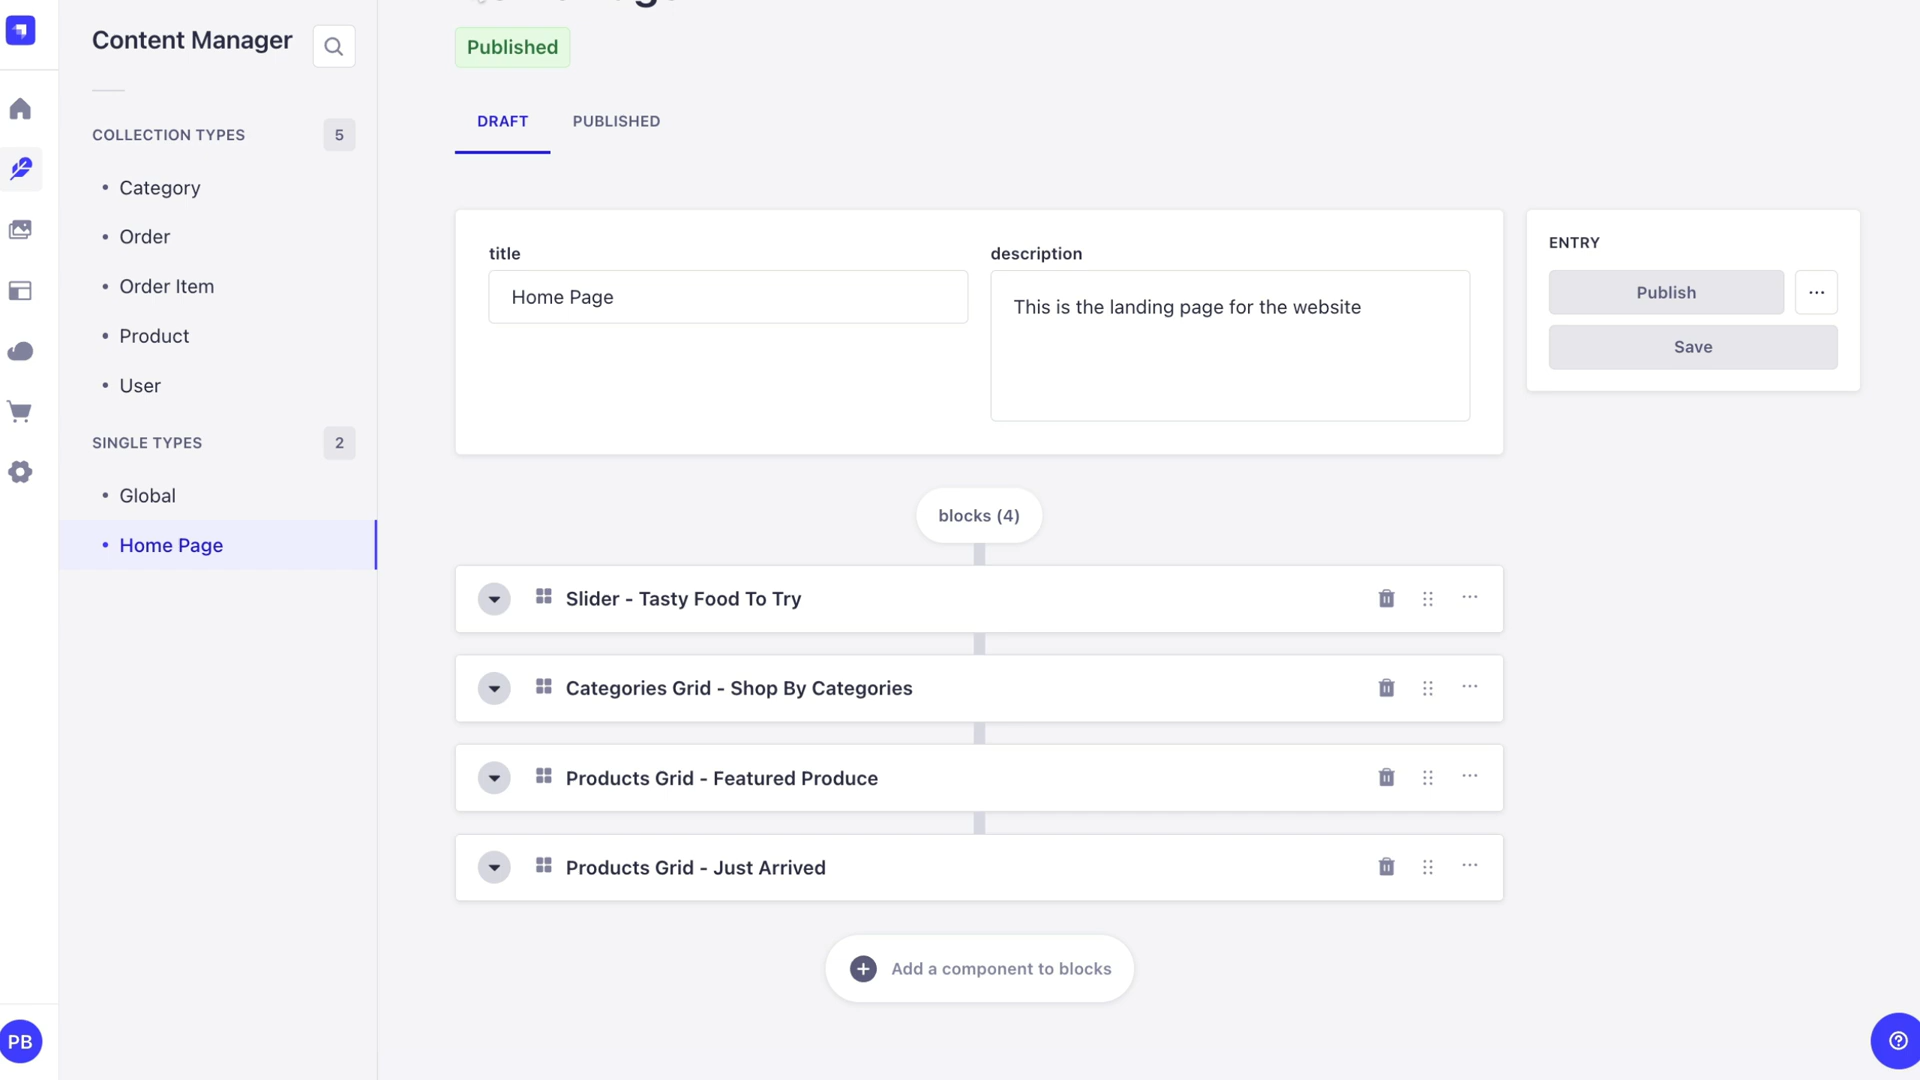 Content Manager
Published
DRAFT
PUBLISHED
COLLECTION TYPES
5
Category
Order
Order Item
Product
User
SINGLE TYPES
2
Global
Home Page
title
Home Page
description
This is the landing page for the website
ENTRY
Publish
Save
blocks (4)
Slider - Tasty Food To Try
Categories Grid - Shop By Categories
Products Grid - Featured Produce
Products Grid - Just Arrived
Add a component to blocks
PB